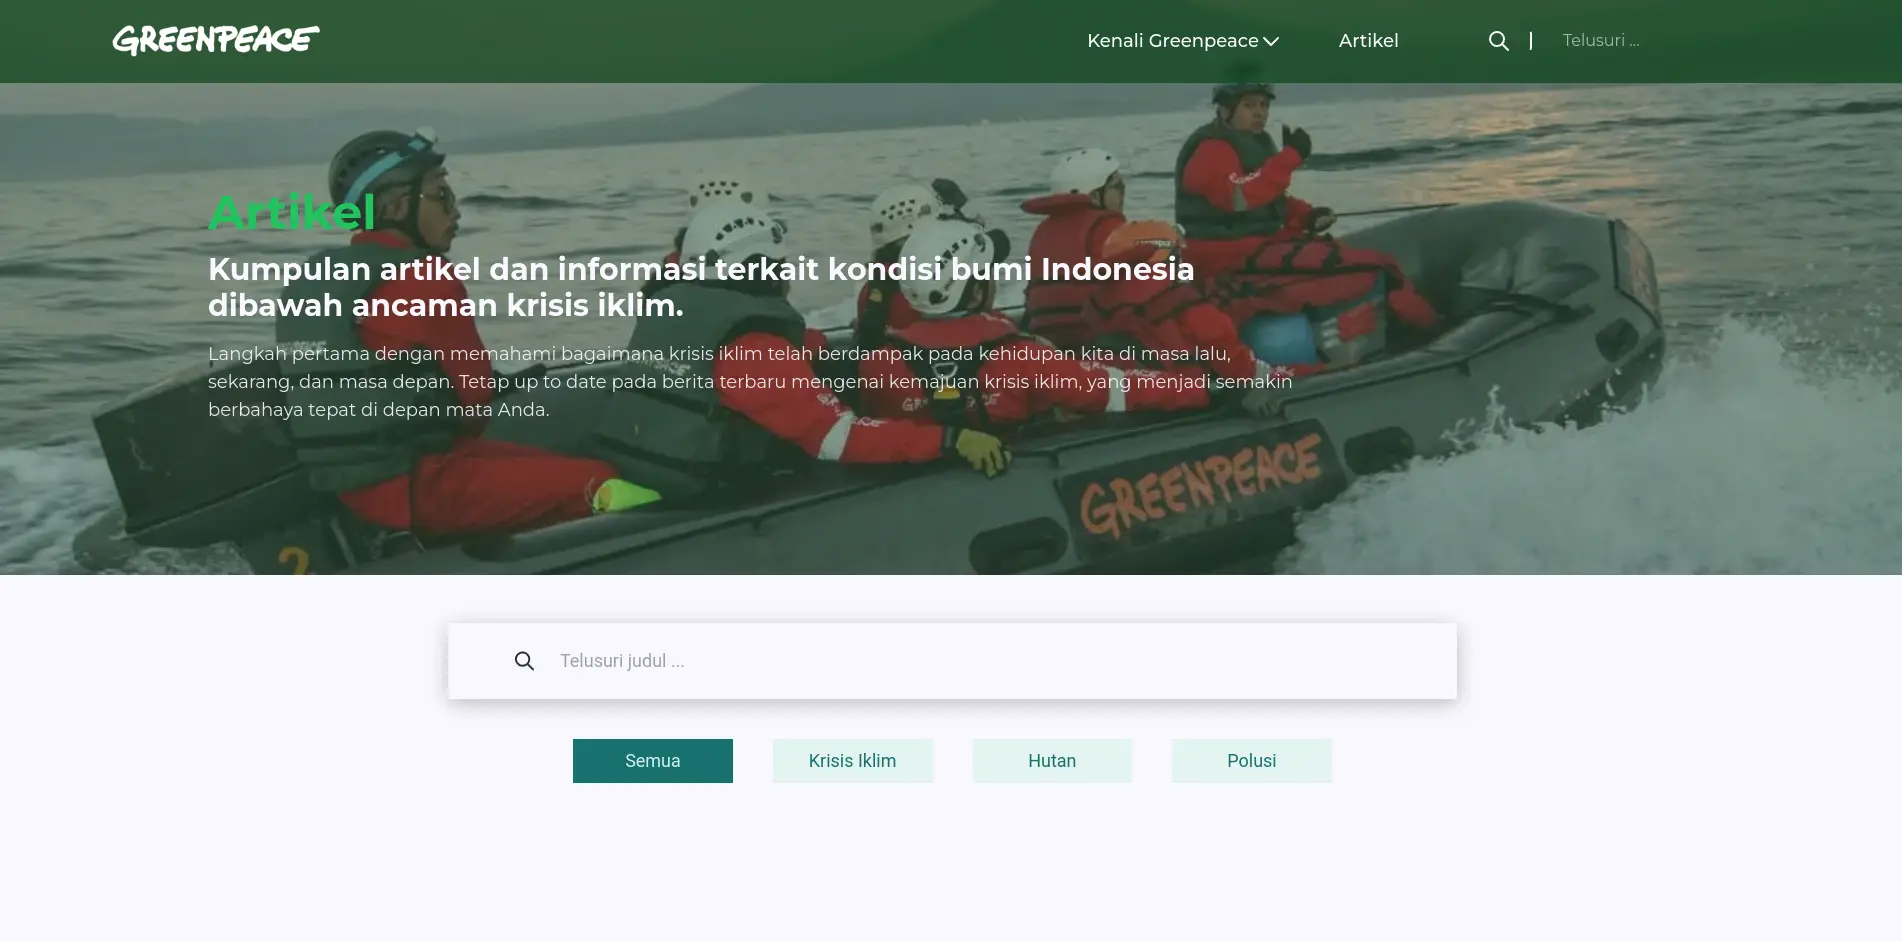 GREENPEACE
Kenali Greenpeace
Artikel
Telusuri ...
Artikel
Kumpulan artikel dan informasi terkait kondisi bumi Indonesia
dibawah ancaman krisis iklim.
Langkah pertama dengan memahami bagaimana krisis iklim telah berdampak pada kehidupan kita di masa lalu,
sekarang, dan masa depan. Tetap up to date pada berita terbaru mengenai kemajuan krisis iklim, yang menjadi semakin
berbahaya tepat di depan mata Anda.
GREENPEACE
2
Telusuri judul ...
Semua
Krisis Iklim
Hutan
Polusi